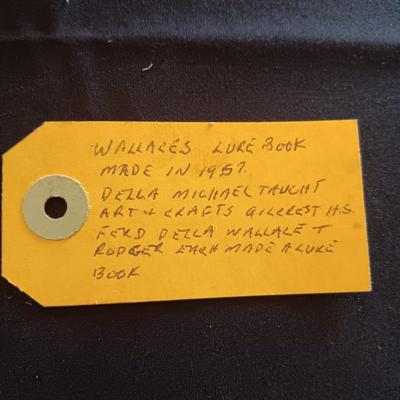 WALLACES LURE BOOK
MADE IN 1957.
DELLA MICHAEL TAUGHT
ART + CRAFTS GILCREST H.S.
FERD DELLA WALLACE +
RODGER EACH MADE A LURE
BOOK